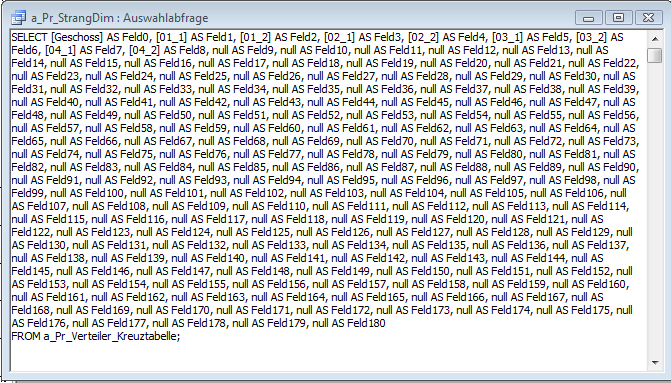 a_Pr_StrangDim : Auswahlabfrage
SELECT [Geschoss] AS Feld0, [01_1] AS Feld1, [01_2] AS Feld2, [02_1] AS Feld3, [02_2] AS Feld4, [03_1] AS Feld5, [03_2] AS
Feld6, [04_1] AS Feld7, [04_2] AS Feld8, null AS Feld9, null AS Feld10, null AS Feld11, null AS Feld12, null AS Feld13, null AS
Feld14, null AS Feld15, null AS Feld16, null AS Feld17, null AS Feld18, null AS Feld19, null AS Feld20, null AS Feld21, null AS Feld22,
null AS Feld23, null AS Feld24, null AS Feld25, null AS Feld26, null AS Feld27, null AS Feld28, null AS Feld29, null AS Feld30, null AS
Feld31, null AS Feld32, null AS Feld33, null AS Feld34, null AS Feld35, null AS Feld36, null AS Feld37, null AS Feld38, null AS Feld39,
null AS Feld40, null AS Feld41, null AS Feld42, null AS Feld43, null AS Feld44, null AS Feld45, null AS Feld46, null AS Feld47, null AS
Feld48, null AS Feld49, null AS Feld50, null AS Feld51, null AS Feld52, null AS Feld53, null AS Feld54, null AS Feld55, null AS Feld56,
null AS Feld57, null AS Feld58, null AS Feld59, null AS Feld60, null AS Feld61, null AS Feld62, null AS Feld63, null AS Feld64, null AS
Feld65, null AS Feld66, null AS Feld67, null AS Feld68, null AS Feld69, null AS Feld70, null AS Feld71, null AS Feld72, null AS Feld73,
null AS Feld74, null AS Feld75, null AS Feld76, null AS Feld77, null AS Feld78, null AS Feld79, null AS Feld80, null AS Feld81, null AS
Feld82, null AS Feld83, null AS Feld84, null AS Feld85, null AS Feld86, null AS Feld87, null AS Feld88, null AS Feld89, null AS Feld90,
null AS Feld91, null AS Feld92, null AS Feld93, null AS Feld94, null AS Feld95, null AS Feld96, null AS Feld97, null AS Feld98, null AS
Feld99, null AS Feld100, null AS Feld101, null AS Feld102, null AS Feld103, null AS Feld104, null AS Feld105, null AS Feld106, null AS
Feld107, null AS Feld108, null AS Feld109, null AS Feld110, null AS Feld111, null AS Feld112, null AS Feld113, null AS Feld114,
null AS Feld115, null AS Feld116, null AS Feld117, null AS Feld118, null AS Feld119, null AS Feld120, null AS Feld121, null AS
Feld122, null AS Feld123, null AS Feld124, null AS Feld125, null AS Feld126, null AS Feld127, null AS Feld128, null AS Feld129, null
AS Feld130, null AS Feld131, null AS Feld132, null AS Feld133, null AS Feld134, null AS Feld135, null AS Feld136, null AS Feld137,
null AS Feld138, null AS Feld139, null AS Feld140, null AS Feld141, null AS Feld142, null AS Feld143, null AS Feld144, null AS
Feld145, null AS Feld146, null AS Feld147, null AS Feld148, null AS Feld149, null AS Feld150, null AS Feld151, null AS Feld152, null
AS Feld153, null AS Feld154, null AS Feld155, null AS Feld156, null AS Feld157, null AS Feld158, null AS Feld159, null AS Feld160,
null AS Feld161, null AS Feld162, null AS Feld163, null AS Feld164, null AS Feld165, null AS Feld166, null AS Feld167, null AS
Feld168, null AS Feld169, null AS Feld170, null AS Feld171, null AS Feld172, null AS Feld173, null AS Feld174, null AS Feld175, null
AS Feld176, null AS Feld177, null AS Feld178, null AS Feld179, null AS Feld180
FROM a_Pr_Verteiler_Kreuztabelle;